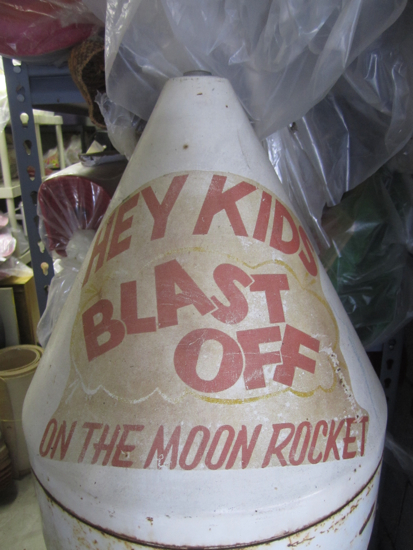 HEY KIDS
BLAST
OFF
ON THE MOON ROCKET